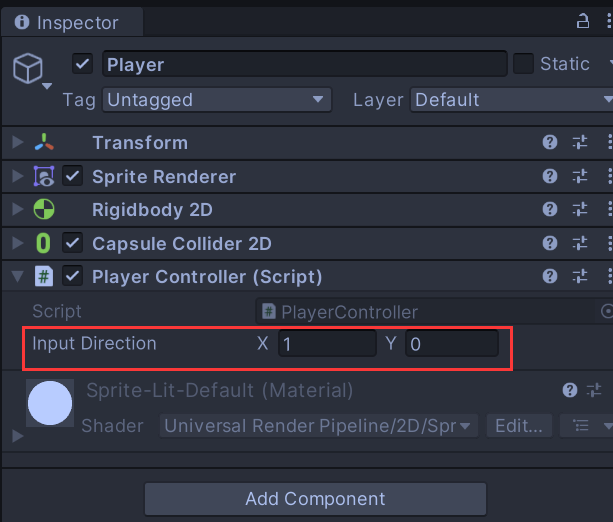 Inspector
Player Static
Tag Untagged Layer Default
Transform
Sprite Renderer
Rigidbody 2D
Capsule Collider 2D
# Player Controller (Script)
Script # PlayerController
Input Direction X 1 Y 0
Sprite-Lit-Default (Material)
Shader Universal Render Pipeline/2D/Spr Edit...
Add Component